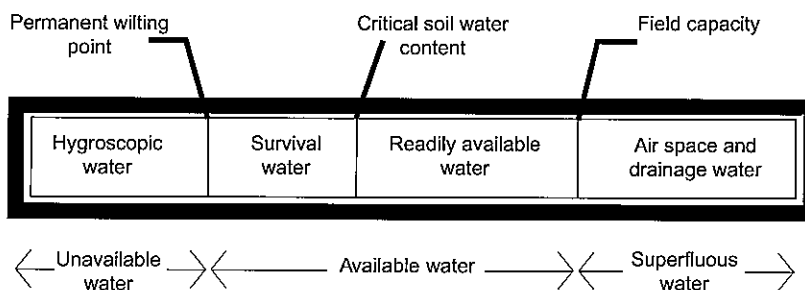 Permanent wilting
point
Critical soil water
content
Field capacity
Hygroscopic
water
Survival
water
Readily available
water
Air space and
drainage water
Unavailable
water
Available water
Superfluous
water